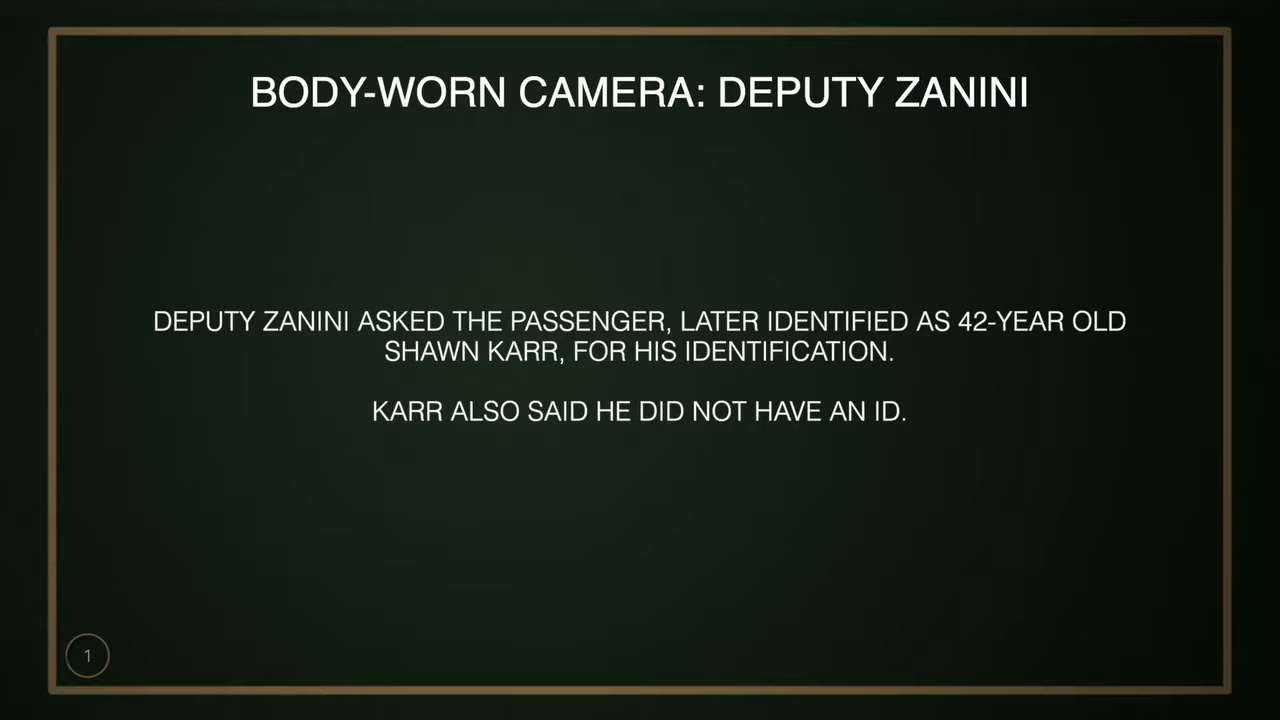 BODY-WORN CAMERA: DEPUTY ZANINI
DEPUTY ZANINI ASKED THE PASSENGER, LATER IDENTIFIED AS 42-YEAR OLD
SHAWN KARR, FOR HIS IDENTIFICATION.
KARR ALSO SAID HE DID NOT HAVE AN ID.
1